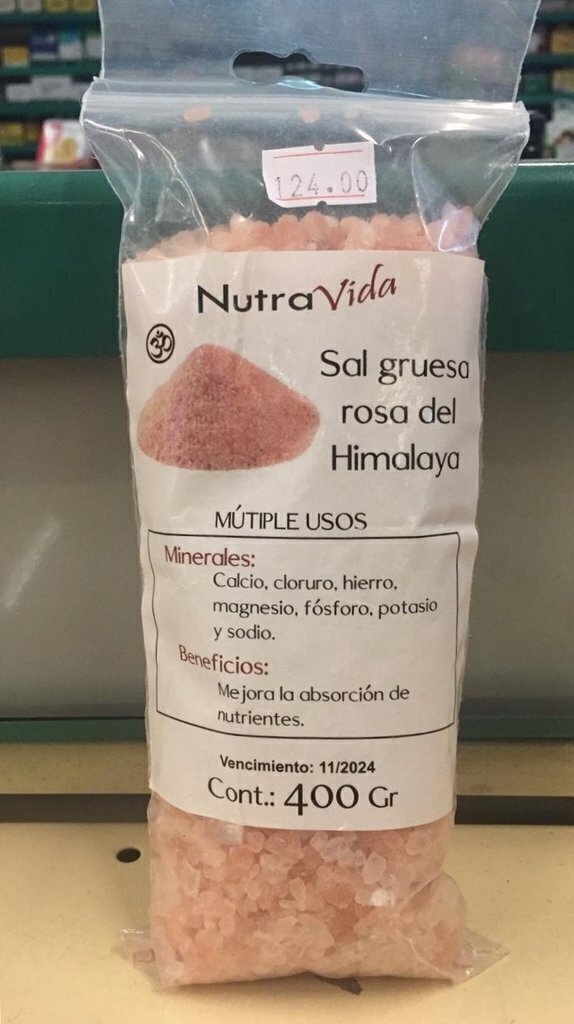 124.00
NutraVida
ॐ
Sal gruesa
rosa del
Himalaya
MÚTIPLE USOS
Minerales:
Calcio, cloruro, hierro,
magnesio, fósforo, potasio
y sodio.
Beneficios:
Mejora la absorción de
nutrientes.
Vencimiento: 11/2024
Cont.: 400 Gr